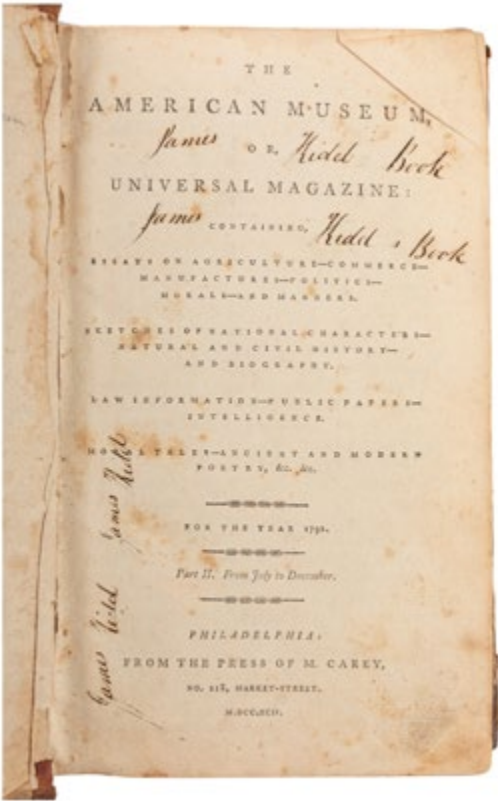 THE
AMERICAN MUSEUM,
James Kidd Book
OR,
UNIVERSAL MAGAZINE:
James Kidd s Book
CONTAINING,
ESSAYS ON AGRICULTURE—COMMERCE—
MANUFACTURES—POLITICS—
MORALS—AND MANNERS.
SKETCHES OF NATIONAL CHARACTERS—
NATURAL AND CIVIL HISTORY—
AND BIOGRAPHY.
LAW INFORMATION—PUBLIC PAPERS—
INTELLIGENCE.
MORAL TALES—ANCIENT AND MODERN
POETRY, &c. &c.
FOR THE YEAR 1792.
Part II. From July to December.
PHILADELPHIA:
FROM THE PRESS OF M. CAREY,
NO. 118, MARKET-STREET.
M.DCC.XCII.
James Kidd James Kidd